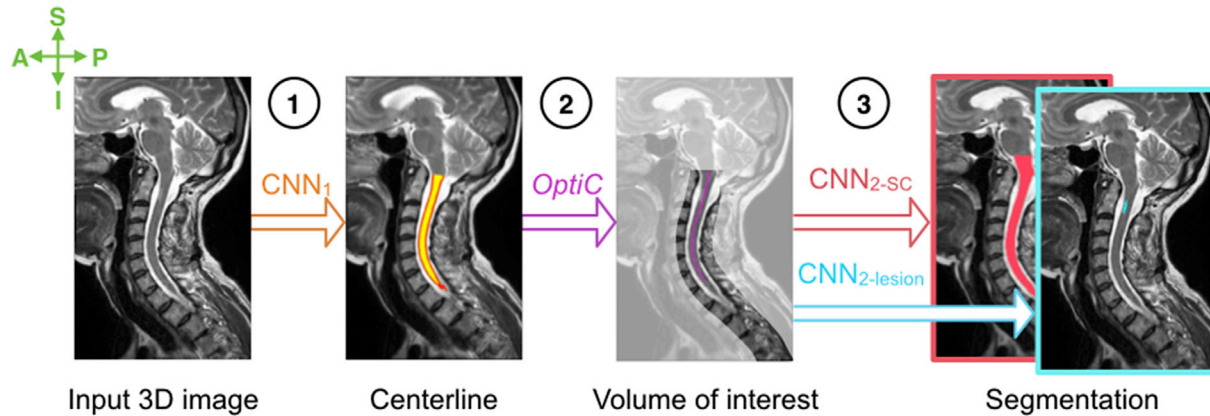 S
A P
I
1 2 3
CNN1 OptiC CNN2-SC
CNN2-lesion
Input 3D image Centerline Volume of interest Segmentation